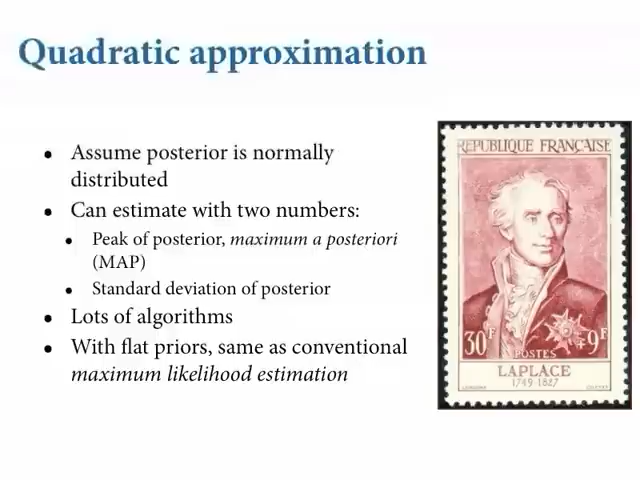 Quadratic approximation
• Assume posterior is normally
distributed
• Can estimate with two numbers:
• Peak of posterior, maximum a posteriori
(MAP)
• Standard deviation of posterior
• Lots of algorithms
• With flat priors, same as conventional
maximum likelihood estimation
REPUBLIQUE FRANÇAISE
30F +9F
POSTES
LAPLACE
1749-1827